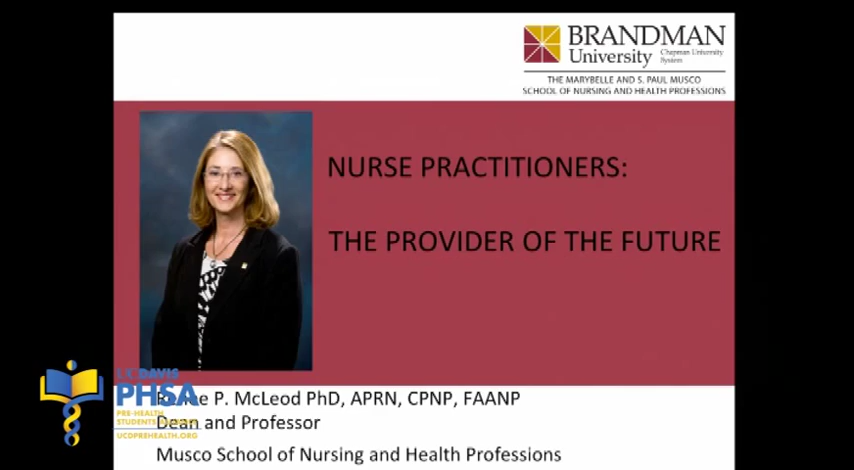 BRANDMAN
University
Chapman University
System
THE MARYBELLE AND S. PAUL MUSCO
SCHOOL OF NURSING AND HEALTH PROFESSIONS
NURSE PRACTITIONERS:
THE PROVIDER OF THE FUTURE
UC DAVIS
PHSA
PRE-HEALTH
UCDPREHEALTH.ORG
P. McLeod PhD, APRN, CPNP, FAANP
Dean and Professor
Musco School of Nursing and Health Professions